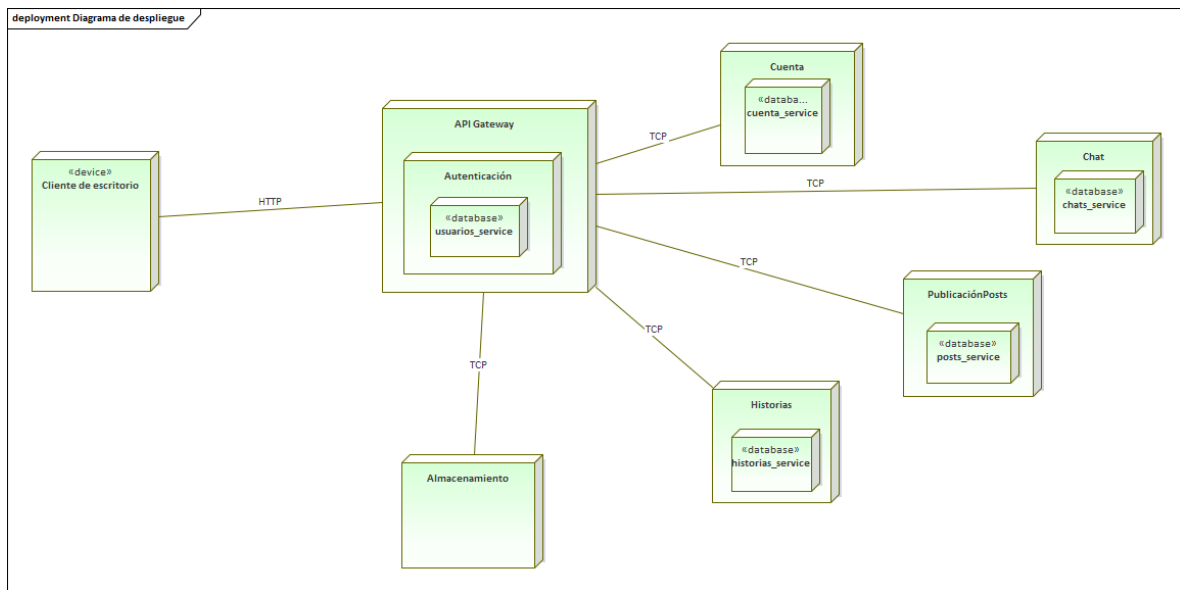 deployment Diagrama de despliegue
«device»
Cliente de escritorio
HTTP
API Gateway
Autenticación
«database»
usuarios_service
TCP
Cuenta
«databa...
cuenta_service
TCP
Chat
«database»
chats_service
TCP
PublicaciónPosts
«database»
posts_service
TCP
Historias
«database»
historias_service
TCP
Almacenamiento